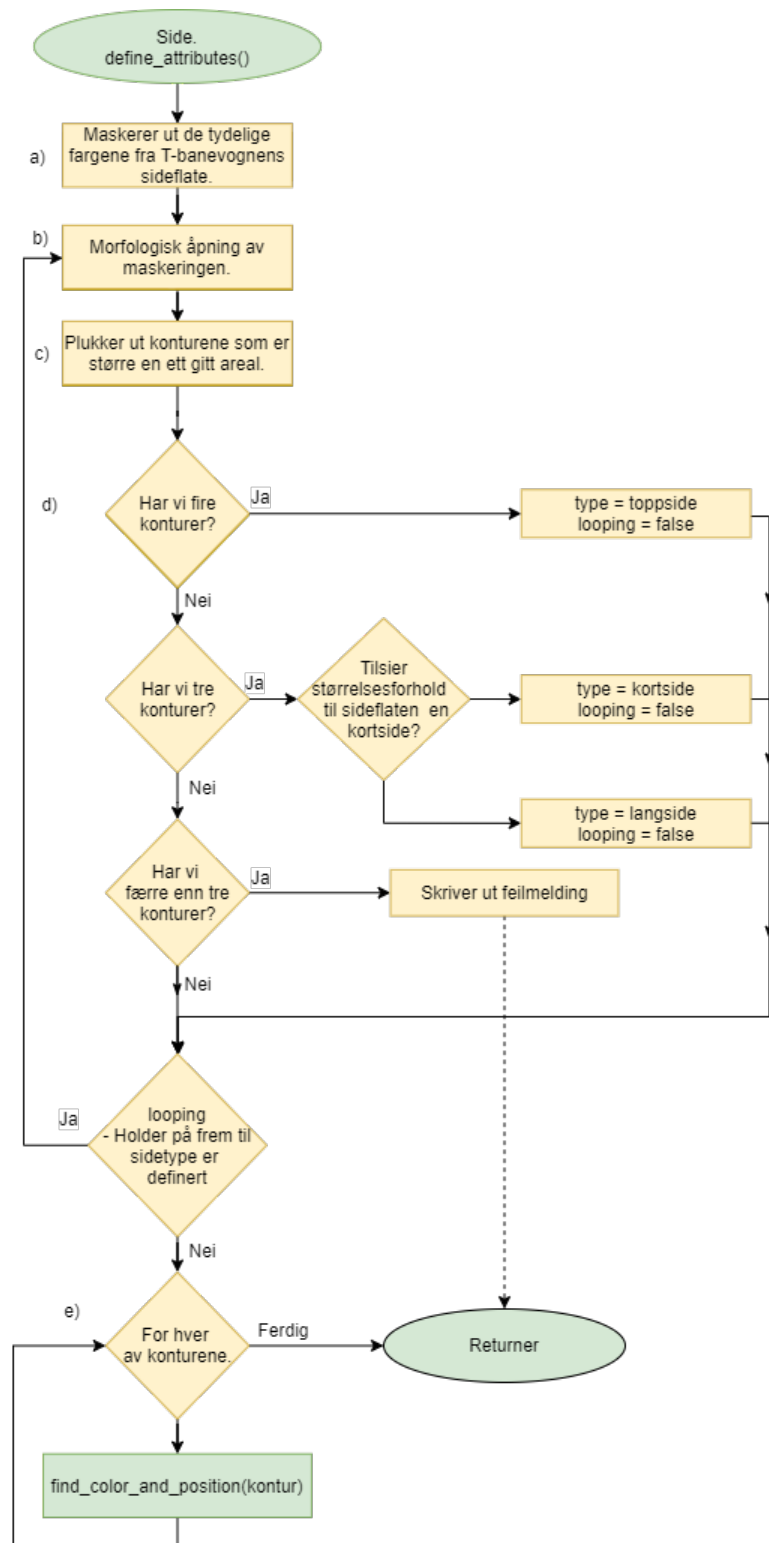 Side.
define_attributes()
a)
Maskerer ut de tydelige
fargene fra T-banevognens
sideflate.
b)
Morfologisk åpning av
maskeringen.
c)
Plukker ut konturene som er
større en ett gitt areal.
d)
Har vi fire
konturer?
Ja
type = toppside
looping = false
Nei
Har vi tre
konturer?
Ja
Tilsier
størrelsesforhold
til sideflaten en
kortside?
type = kortside
looping = false
Nei
type = langside
looping = false
Har vi
færre enn tre
konturer?
Ja
Skriver ut feilmelding
Nei
Ja
looping
- Holder på frem til
sidetype er
definert
Nei
e)
For hver
av konturene.
Ferdig
Returner
find_color_and_position(kontur)